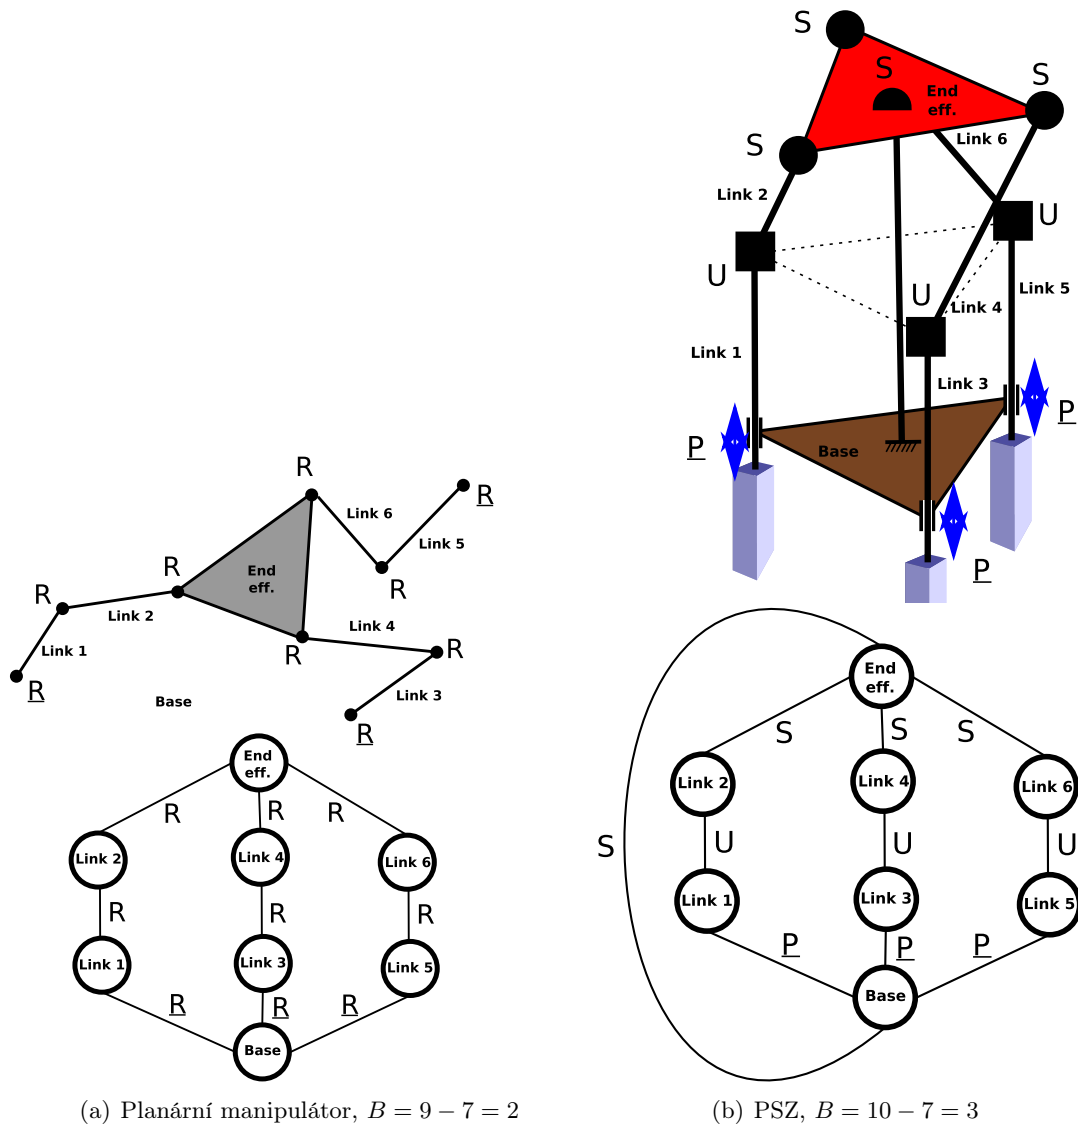 R
R
Link 6
Link 5
R
End
eff.
R
R
Link 2
Link 4
R
Link 1
R
R
Link 3
Base
R
End
eff.
R
R
R
Link 2
Link 4
Link 6
R
R
R
Link 1
Link 3
Link 5
R
R
R
Base
(a) Planární manipulátor, B = 9 − 7 = 2
S
S
S
End
eff.
Link 6
S
Link 2
U
U
U
Link 5
Link 4
Link 1
Link 3
P
P
Base
P
End
eff.
S
S
S
Link 2
Link 4
Link 6
S
U
U
U
Link 1
Link 3
Link 5
P
P
P
Base
(b) PSZ, B = 10 − 7 = 3